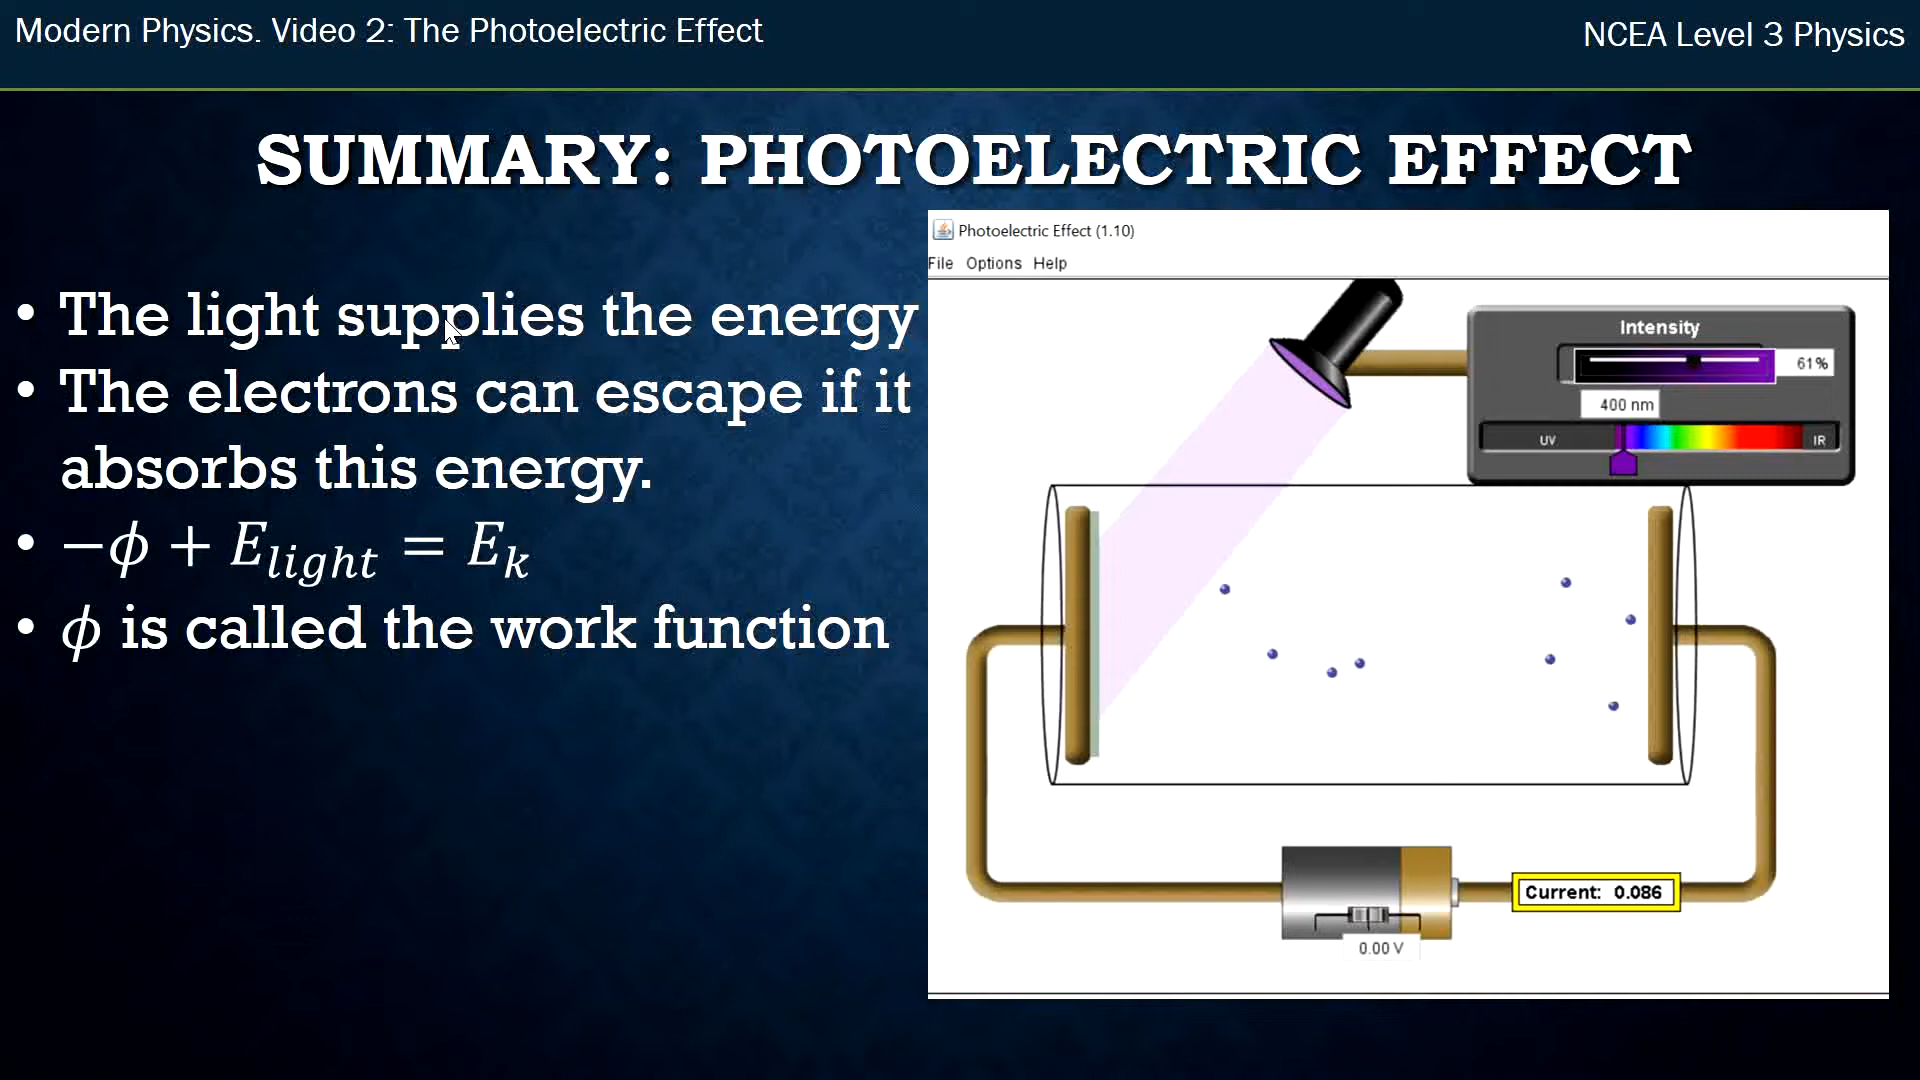 Modern Physics. Video 2: The Photoelectric Effect
NCEA Level 3 Physics
SUMMARY: PHOTOELECTRIC EFFECT
• The light supplies the energy
• The electrons can escape if it
absorbs this energy.
• −ϕ + E_light = E_k
• ϕ is called the work function
Photoelectric Effect (1.10)
File Options Help
Intensity
61%
400 nm
UV
IR
Current: 0.086
0.00 V